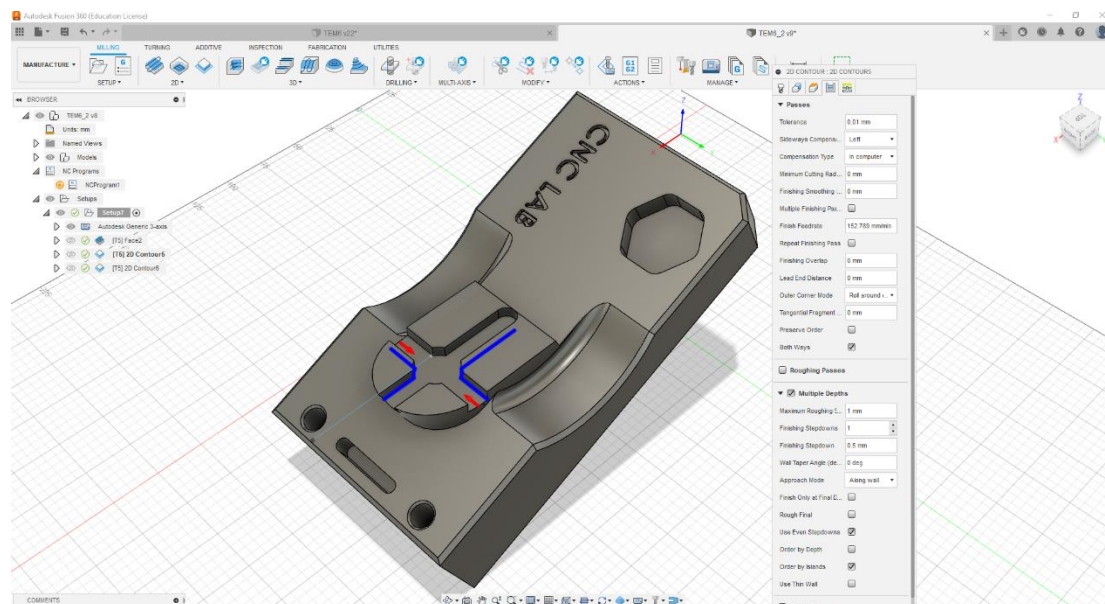 Autodesk Fusion 360 (Education License)
TEM6 v22*
TEM6_2 v8*
MILLING TURNING ADDITIVE INSPECTION FABRICATION UTILITIES
MANUFACTURE
SETUP 2D 3D DRILLING MULTI-AXIS MODIFY ACTIONS MANAGE
BROWSER
TEM6_2 v8
Units: mm
Named Views
Models
NC Programs
NCProgram1
Setups
Setup2
Autodesk Generic 3-axis
[T5] Face2
[T6] 2D Contour5
[T5] 2D Contour6
CNC LAB
Z
X
Z
X
2D CONTOUR : 2D CONTOUR5
Passes
Tolerance 0.01 mm
Sideways Compensa... Left
Compensation Type In computer
Minimum Cutting Rad... 0 mm
Finishing Smoothing ... 0 mm
Multiple Finishing Pas...
Finish Feedrate 152.789 mm/min
Repeat Finishing Pass
Finishing Overlap 0 mm
Lead End Distance 0 mm
Outer Corner Mode Roll around c...
Tangential Fragment ... 0 mm
Preserve Order
Both Ways
Roughing Passes
Multiple Depths
Maximum Roughing S... 1 mm
Finishing Stepdowns 1
Finishing Stepdown 0.5 mm
Wall Taper Angle (de... 0 deg
Approach Mode Along wall
Finish Only at Final D...
Rough Final
Use Even Stepdowns
Order by Depth
Order by Islands
Use Thin Wall
COMMENTS